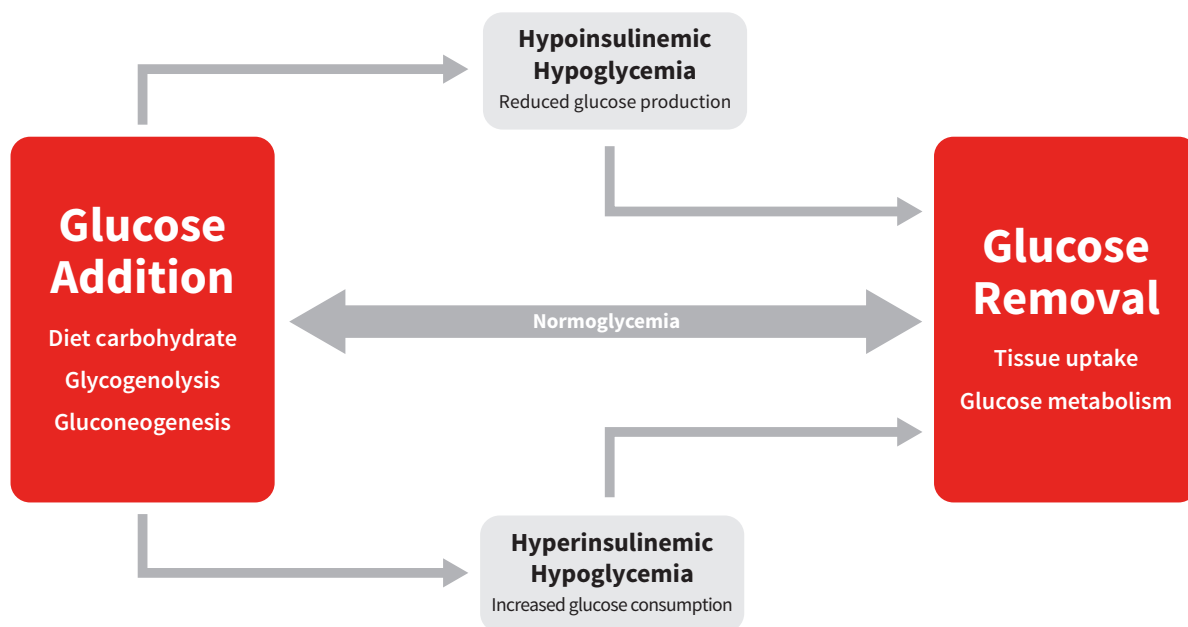 Hypoinsulinemic
Hypoglycemia
Reduced glucose production
Glucose
Addition
Diet carbohydrate
Glycogenolysis
Gluconeogenesis
Normoglycemia
Glucose
Removal
Tissue uptake
Glucose metabolism
Hyperinsulinemic
Hypoglycemia
Increased glucose consumption